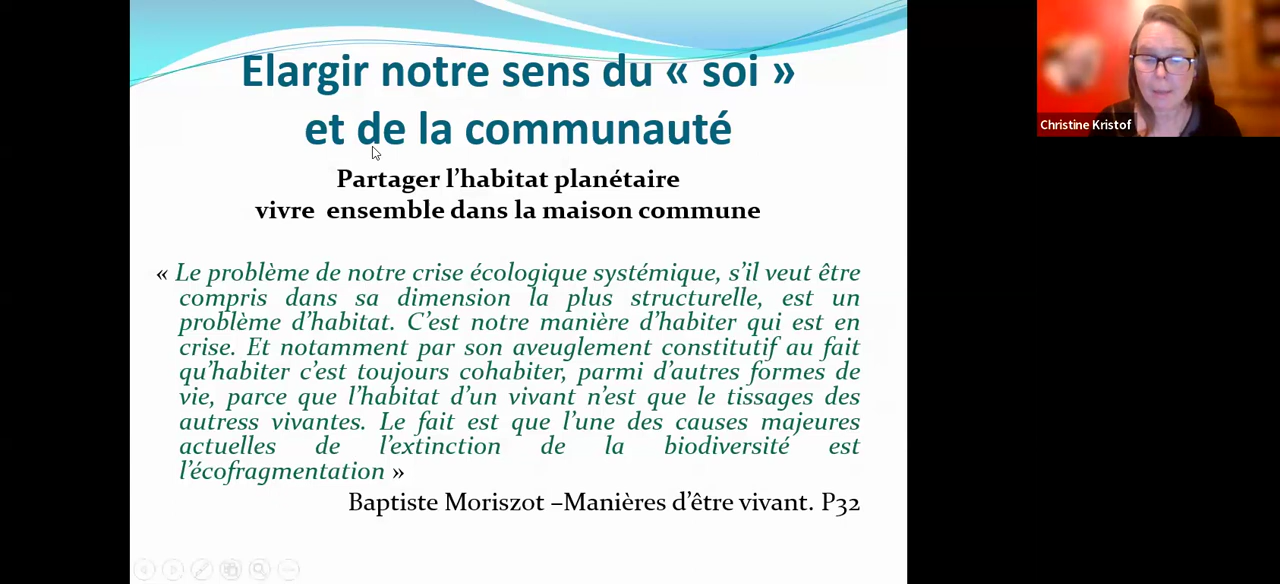 Elargir notre sens du « soi »
et de la communauté
Partager l’habitat planétaire
vivre ensemble dans la maison commune
« Le problème de notre crise écologique systémique, s’il veut être
compris dans sa dimension la plus structurelle, est un
problème d’habitat. C’est notre manière d’habiter qui est en
crise. Et notamment par son aveuglement constitutif au fait
qu’habiter c’est toujours cohabiter, parmi d’autres formes de
vie, parce que l’habitat d’un vivant n’est que le tissages des
autress vivantes. Le fait est que l’une des causes majeures
actuelles de l’extinction de la biodiversité est
l’écofragmentation »
Baptiste Moriszot –Manières d’être vivant. P32
Christine Kristof